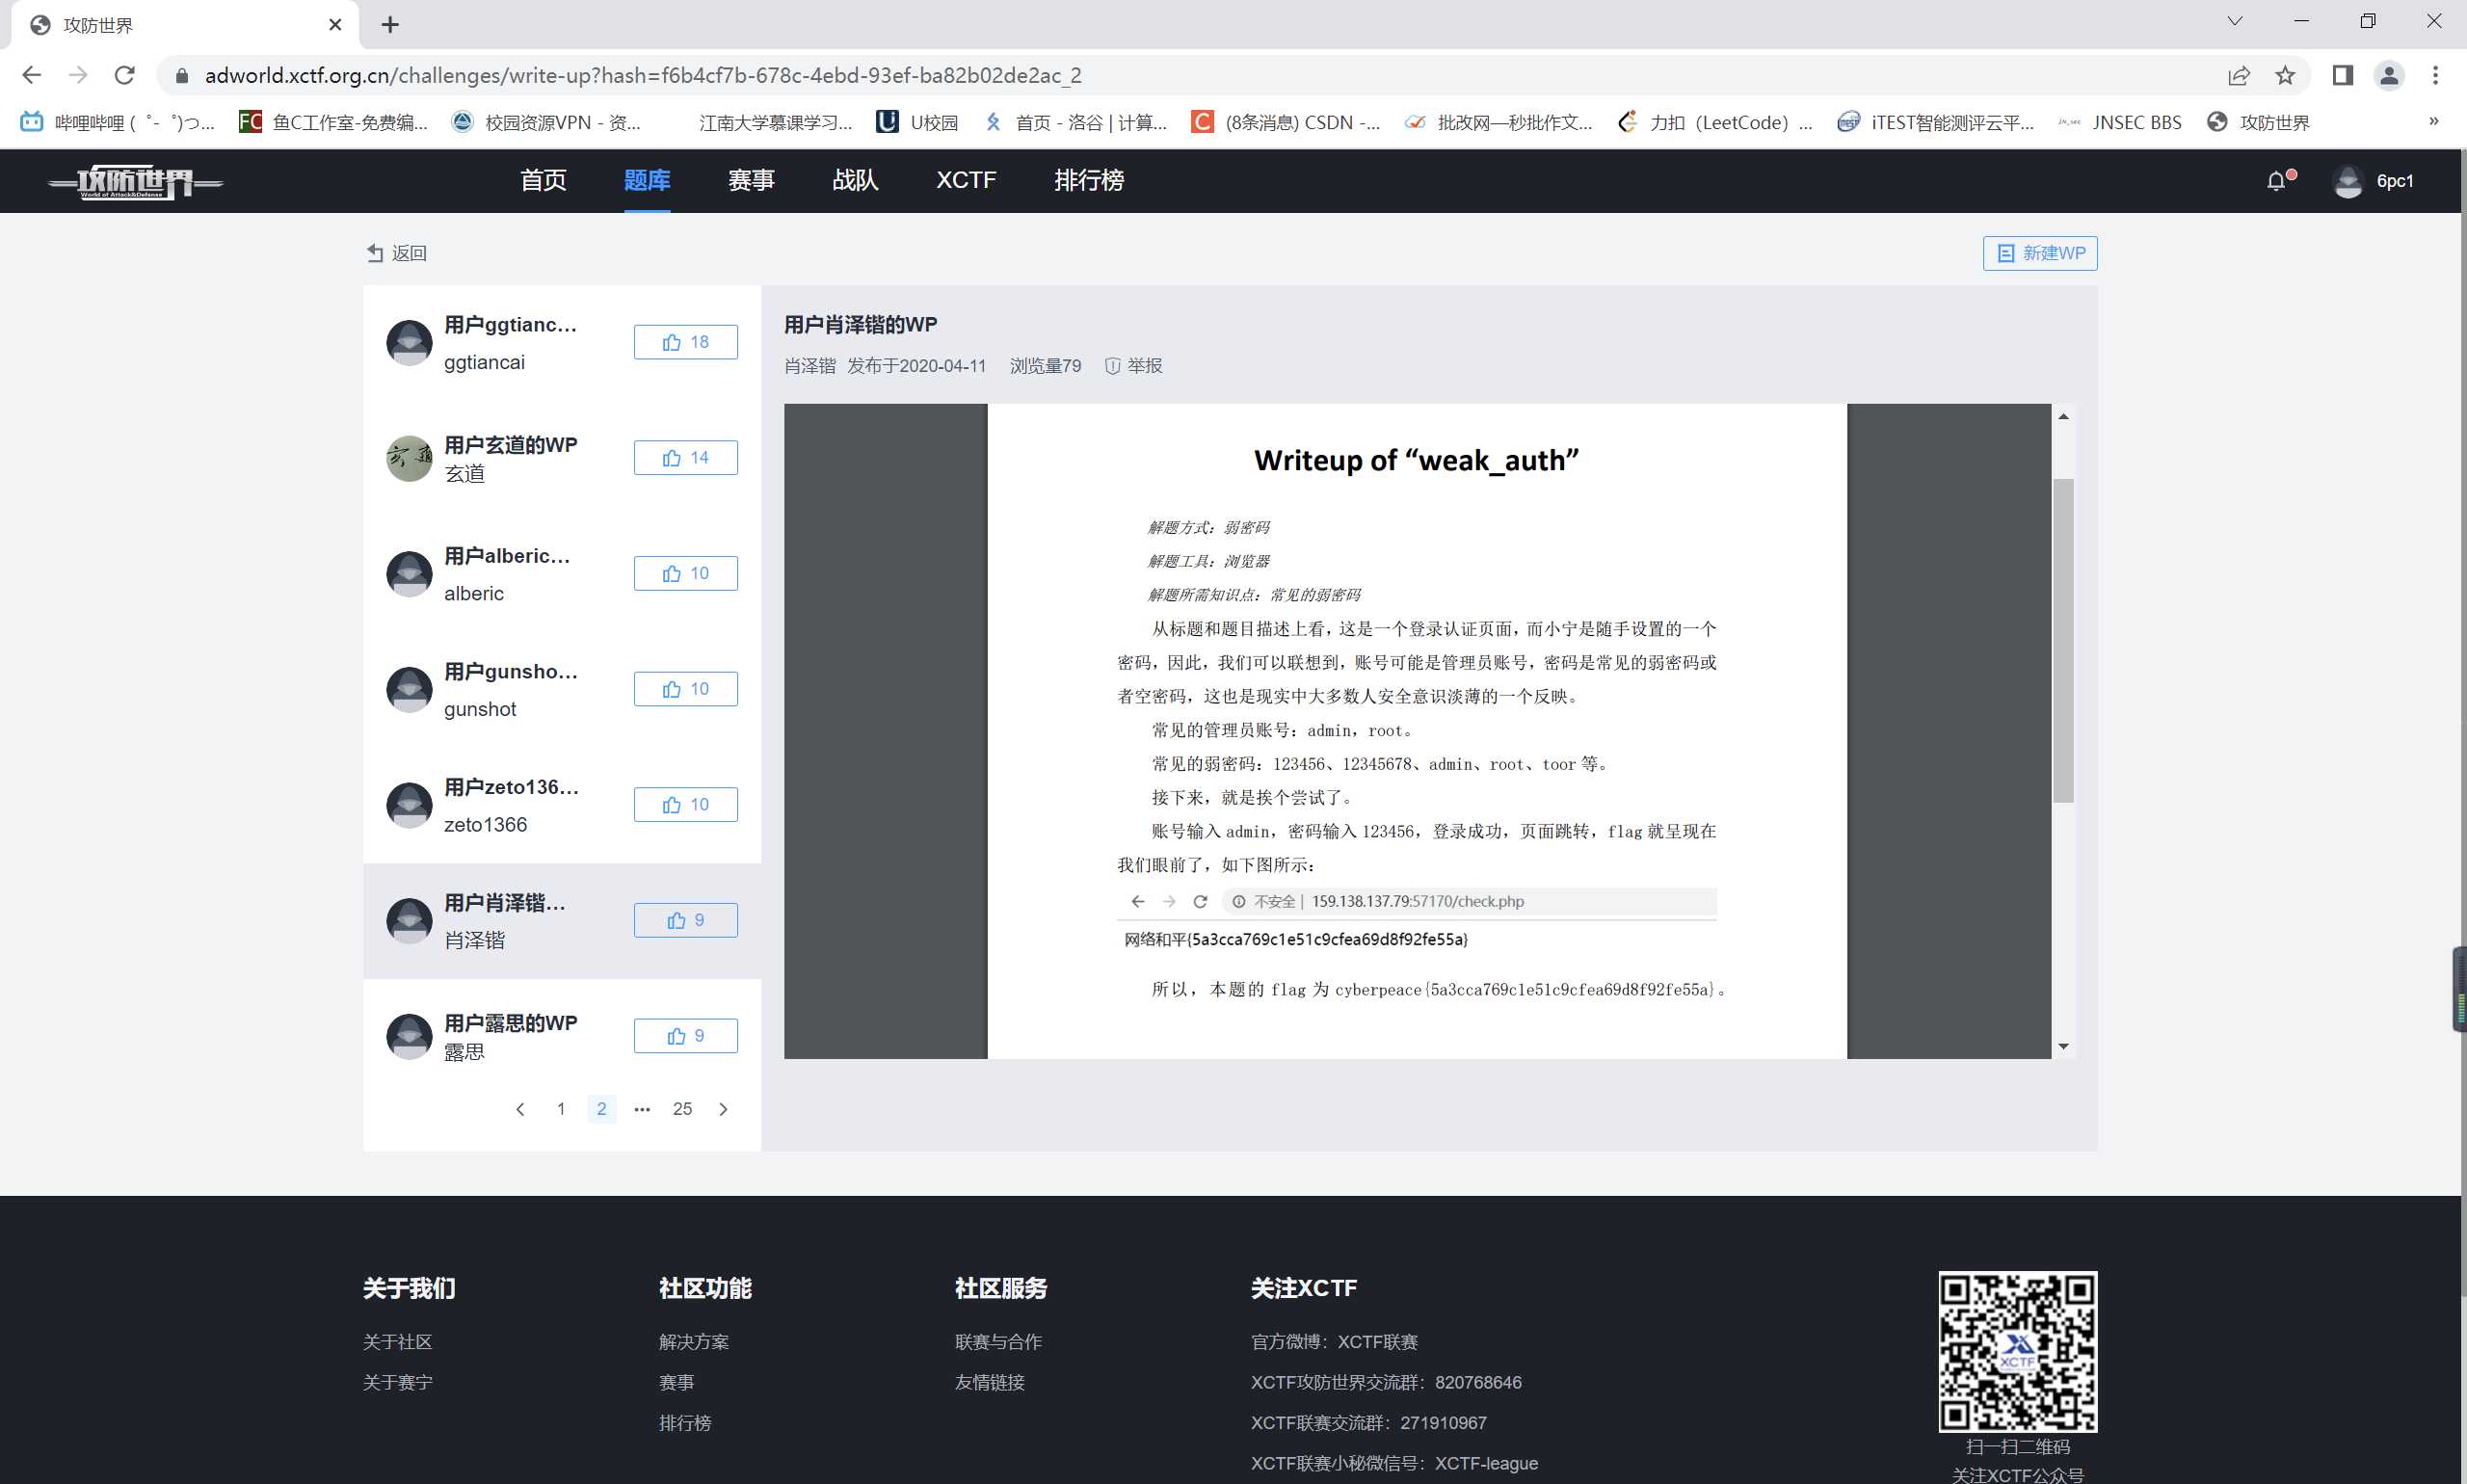 攻防世界
adworld.xctf.org.cn/challenges/write-up?hash=f6b4cf7b-678c-4ebd-93ef-ba82b02de2ac_2
哔哩哔哩 ( ゜- ゜)つ...
FC 鱼C工作室-免费编...
校园资源VPN - 资...
江南大学慕课学习...
U校园
首页 - 洛谷 | 计算...
C (8条消息) CSDN -...
批改网—秒批作文...
力扣（LeetCode）...
iTEST智能测评云平...
JNSEC BBS
攻防世界
»
攻防世界
World of Attack&Defense
首页 题库 赛事 战队 XCTF 排行榜
6pc1
返回
新建WP
用户ggtianc...
ggtiancai
18
用户玄道的WP
玄道
14
用户alberic...
alberic
10
用户gunsho...
gunshot
10
用户zeto136...
zeto1366
10
用户肖泽锴...
肖泽锴
9
用户露思的WP
露思
9
1 2 ••• 25
用户肖泽锴的WP
肖泽锴 发布于2020-04-11 浏览量79 举报
Writeup of “weak_auth”
解题方式：弱密码
解题工具：浏览器
解题所需知识点：常见的弱密码
从标题和题目描述上看，这是一个登录认证页面，而小宁是随手设置的一个
密码，因此，我们可以联想到，账号可能是管理员账号，密码是常见的弱密码或
者空密码，这也是现实中大多数人安全意识淡薄的一个反映。
常见的管理员账号：admin，root。
常见的弱密码：123456、12345678、admin、root、toor 等。
接下来，就是挨个尝试了。
账号输入 admin，密码输入 123456，登录成功，页面跳转，flag 就呈现在
我们眼前了，如下图所示：
不安全 | 159.138.137.79:57170/check.php
网络和平{5a3cca769c1e51c9cfea69d8f92fe55a}
所以，本题的 flag 为 cyberpeace{5a3cca769c1e51c9cfea69d8f92fe55a}。
关于我们
关于社区
关于赛宁
社区功能
解决方案
赛事
排行榜
社区服务
联赛与合作
友情链接
关注XCTF
官方微博：XCTF联赛
XCTF攻防世界交流群：820768646
XCTF联赛交流群：271910967
XCTF联赛小秘微信号：XCTF-league
XCTF
扫一扫二维码
关注XCTF公众号